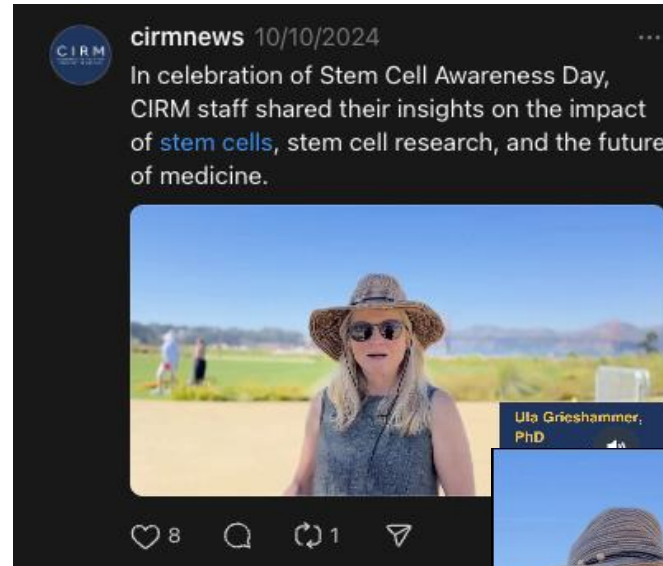 CIRM
cirmnews 10/10/2024
In celebration of Stem Cell Awareness Day,
CIRM staff shared their insights on the impact
of stem cells, stem cell research, and the future
of medicine.
Ula Grieshammer,
PhD
8
1